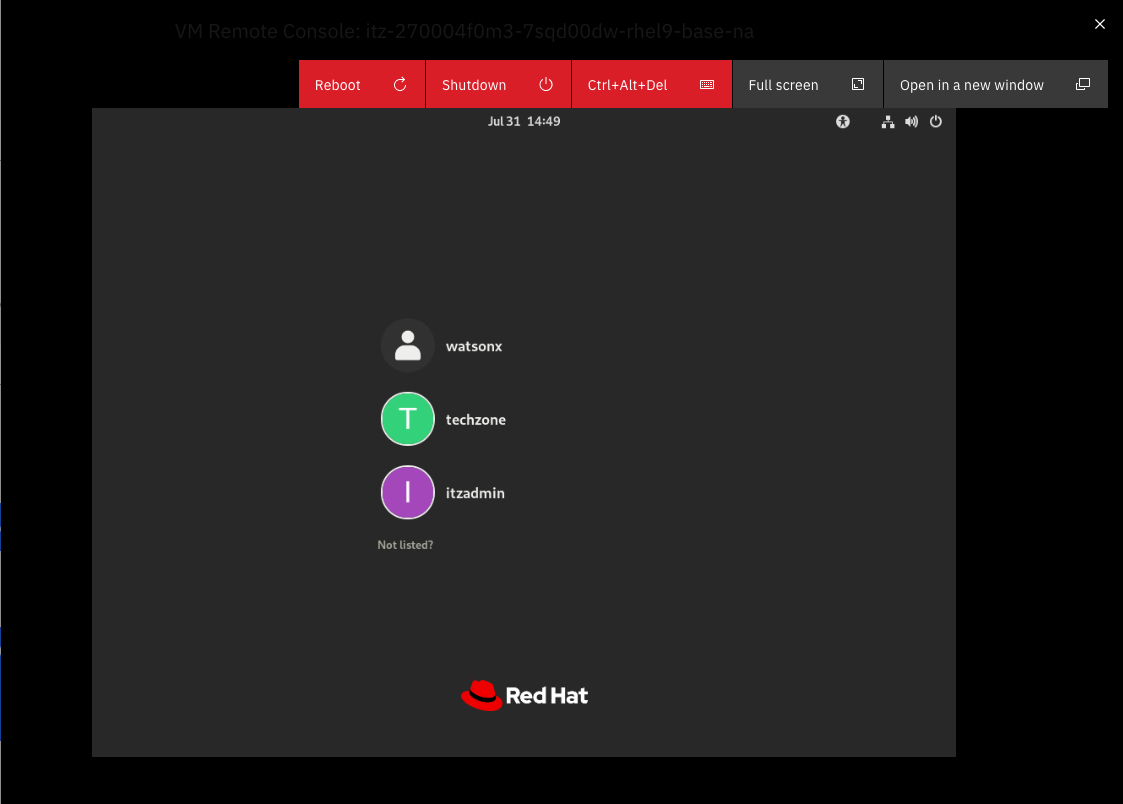 VM Remote Console: itz-270004f0m3-7sqd00dw-rhel9-base-na
Reboot Shutdown Ctrl+Alt+Del Full screen Open in a new window
Jul 31 14:49
watsonx
T techzone
I itzadmin
Not listed?
Red Hat